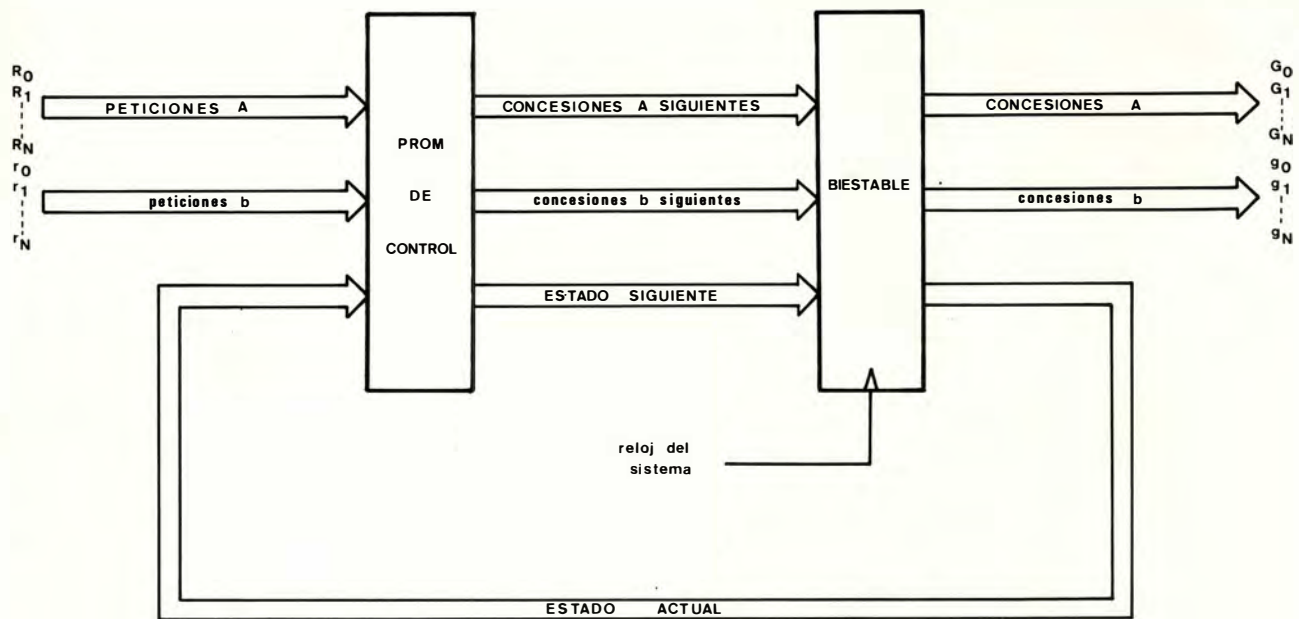 R0
R1
RN
r0
r1
rN
PETICIONES A
peticiones b
PROM
DE
CONTROL
CONCESIONES A SIGUIENTES
concesiones b siguientes
ESTADO SIGUIENTE
BIESTABLE
CONCESIONES A
concesiones b
G0
G1
GN
g0
g1
gN
reloj del
sistema
ESTADO ACTUAL